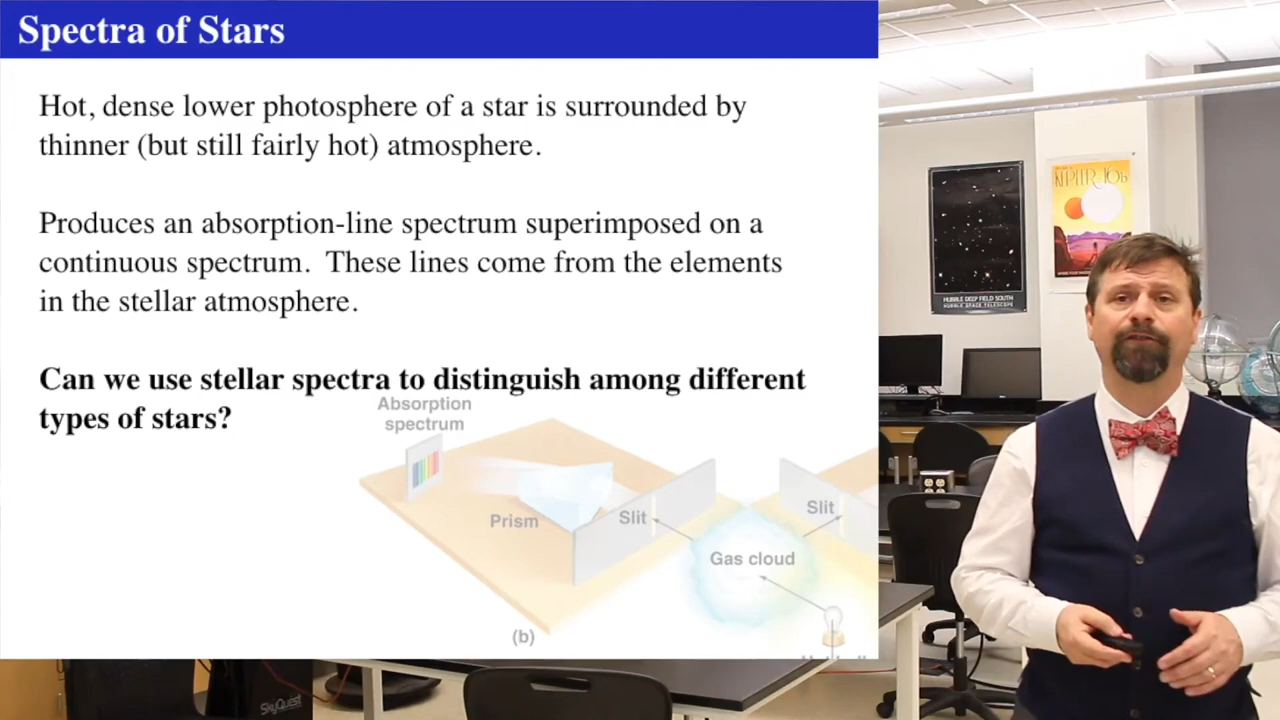 Spectra of Stars
Hot, dense lower photosphere of a star is surrounded by
thinner (but still fairly hot) atmosphere.
Produces an absorption-line spectrum superimposed on a
continuous spectrum. These lines come from the elements
in the stellar atmosphere.
Can we use stellar spectra to distinguish among different
types of stars?
Absorption
spectrum
Prism
Slit
Slit
Gas cloud
(b)
HUBBLE DEEP FIELD SOUTH
HUBBLE SPACE TELESCOPE
KEPLER 16b
SkyQuest